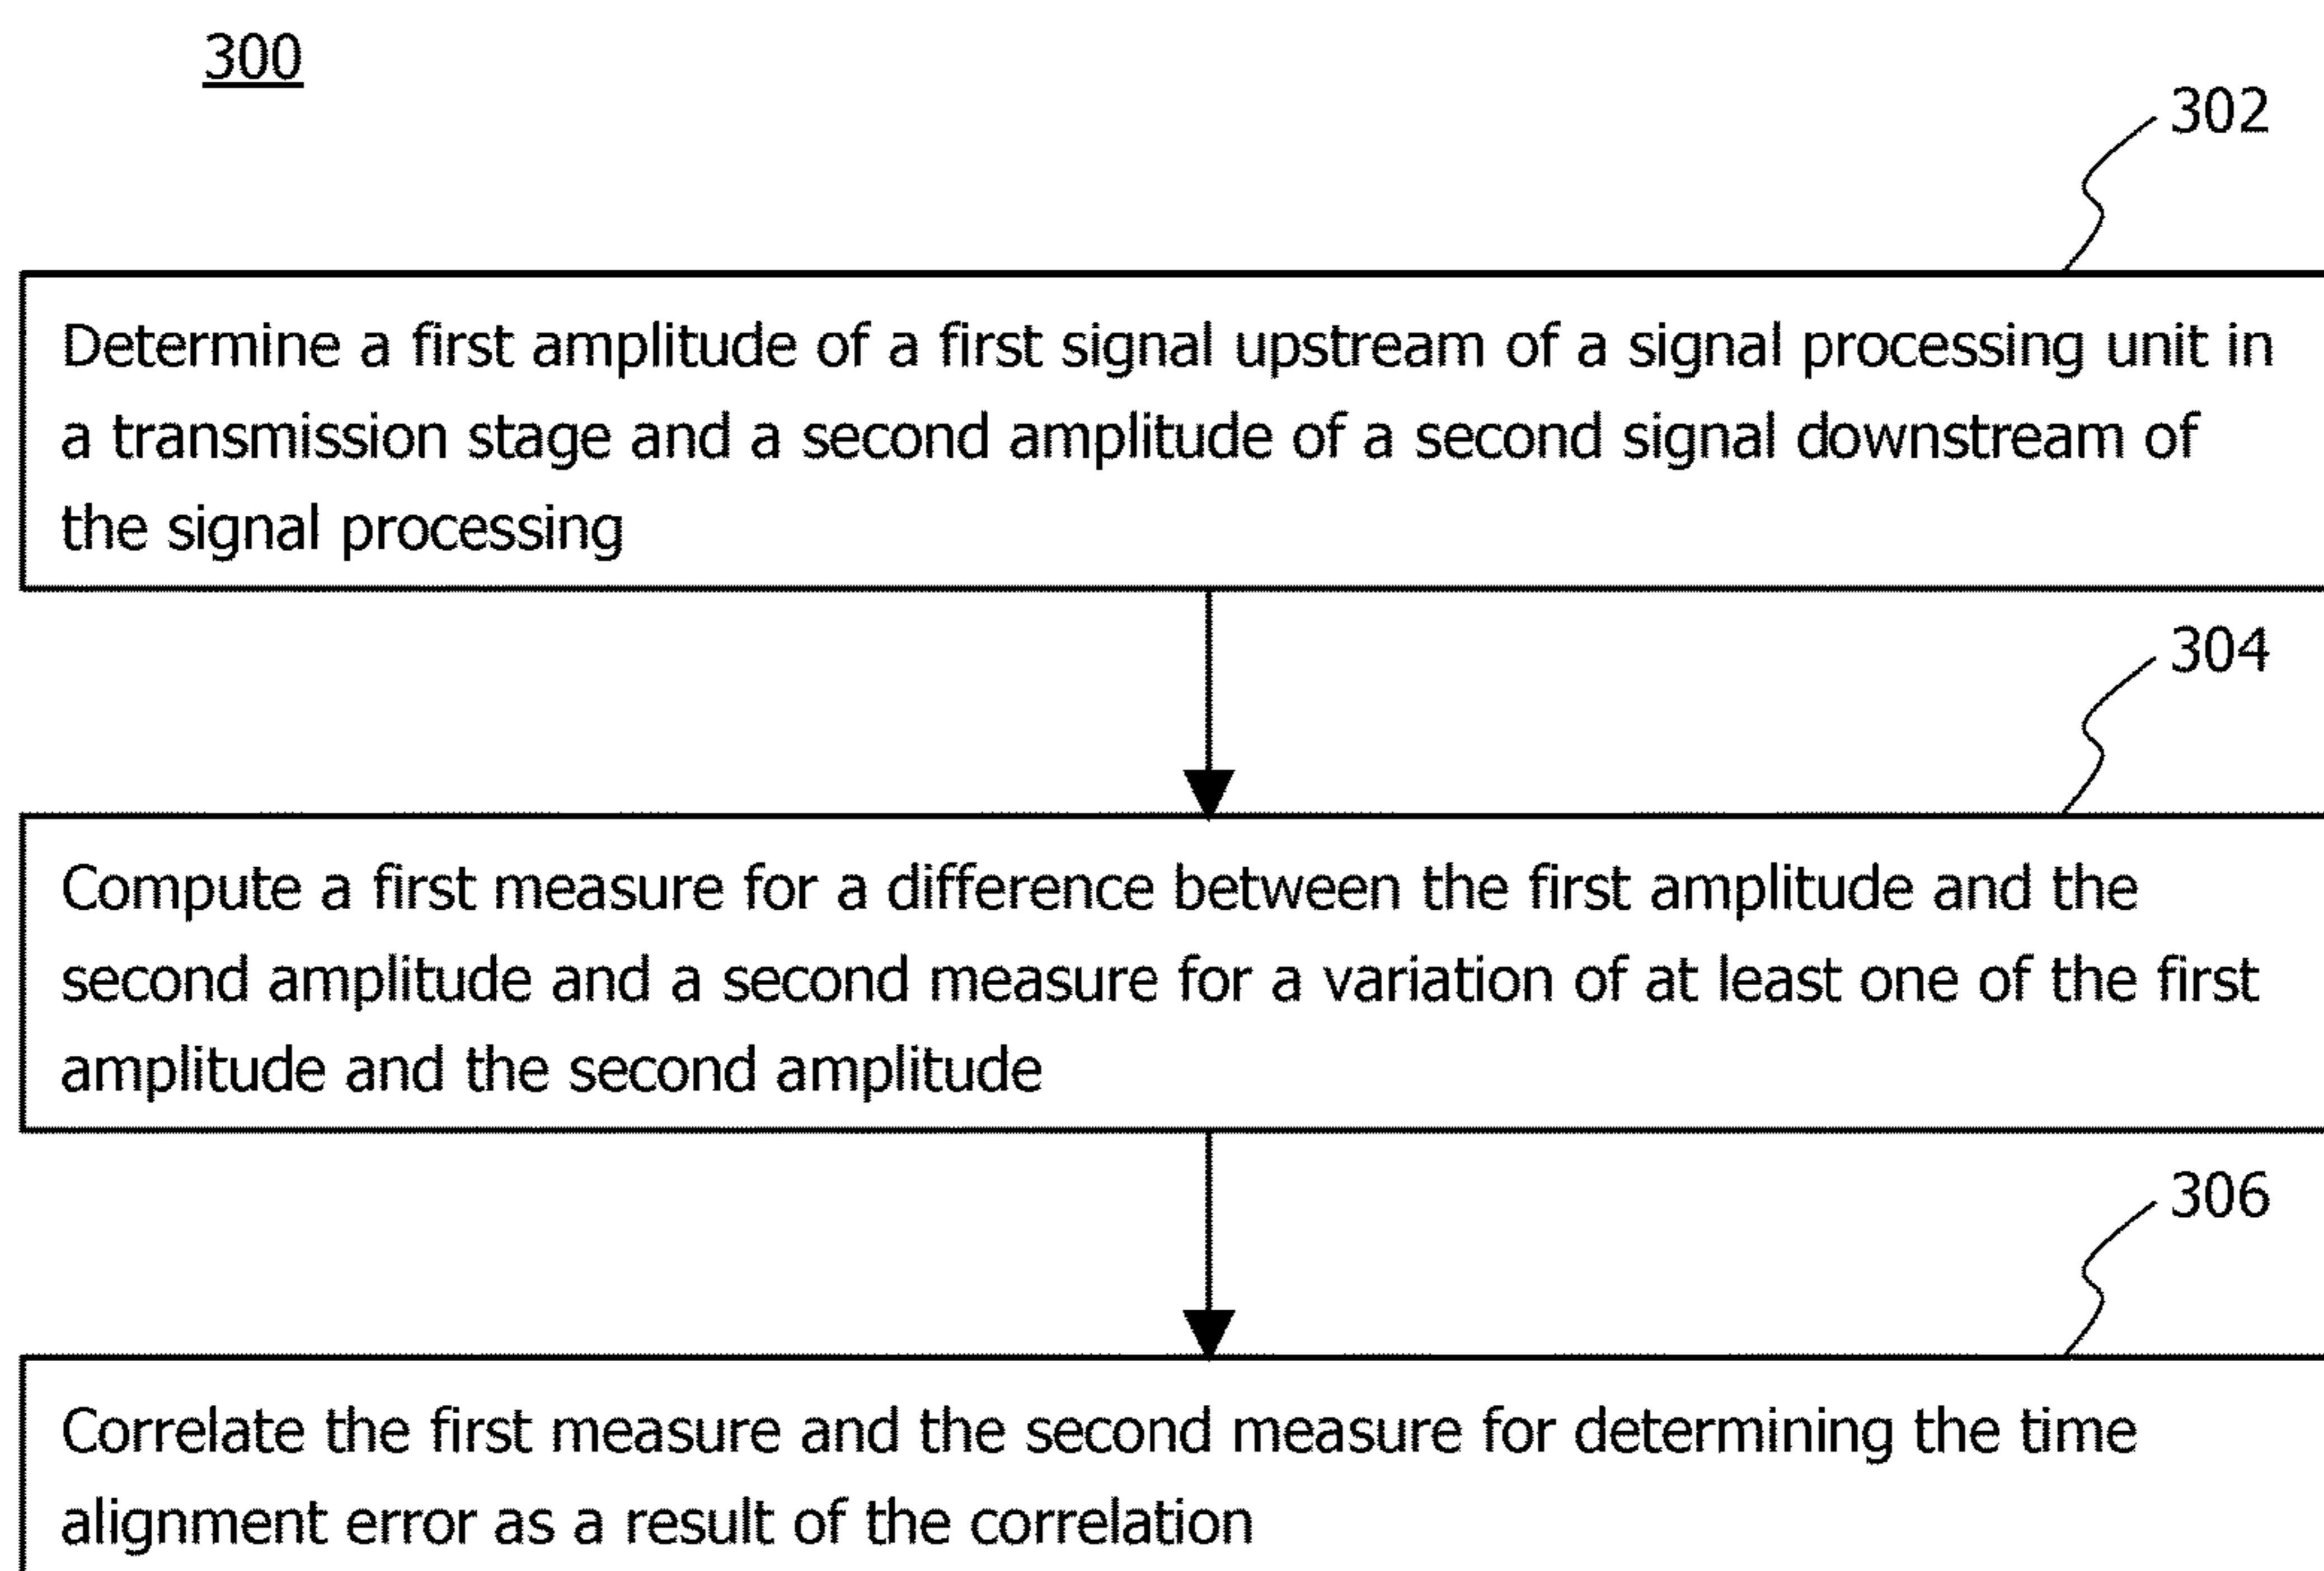 300
302
Determine a first amplitude of a first signal upstream of a signal processing unit in
a transmission stage and a second amplitude of a second signal downstream of
the signal processing
304
Compute a first measure for a difference between the first amplitude and the
second amplitude and a second measure for a variation of at least one of the first
amplitude and the second amplitude
306
Correlate the first measure and the second measure for determining the time
alignment error as a result of the correlation